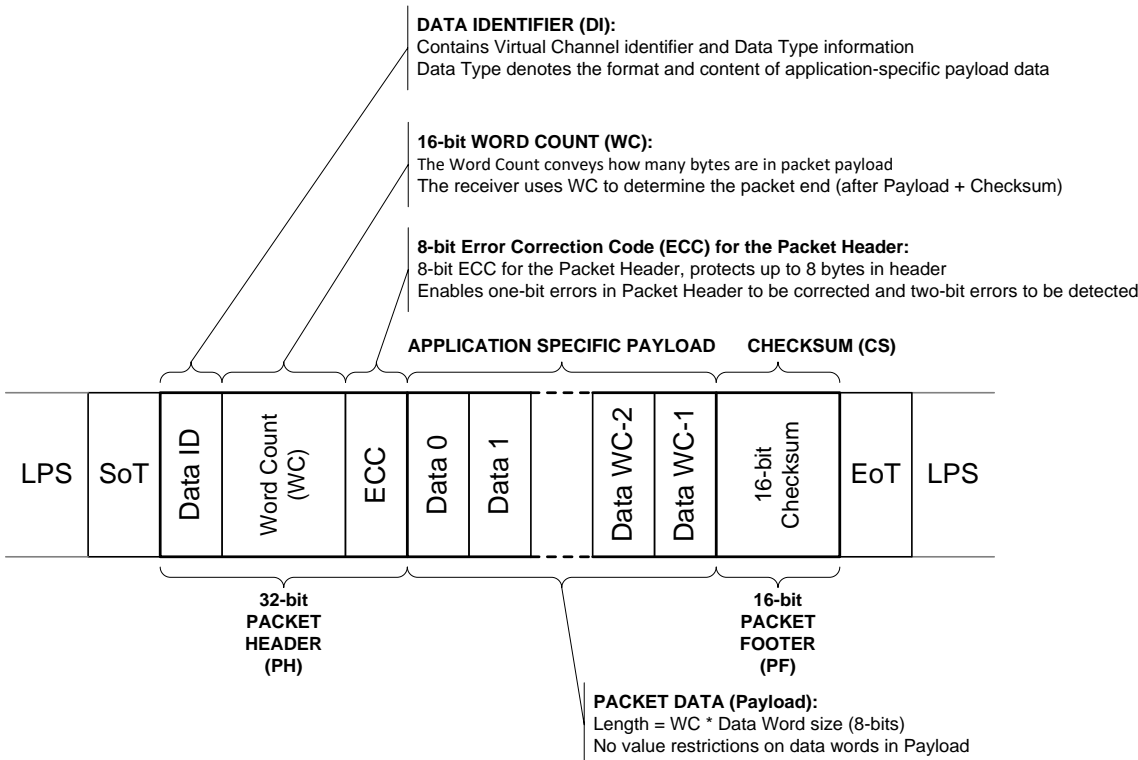 DATA IDENTIFIER (DI):
Contains Virtual Channel identifier and Data Type information
Data Type denotes the format and content of application-specific payload data
16-bit WORD COUNT (WC):
The Word Count conveys how many bytes are in packet payload
The receiver uses WC to determine the packet end (after Payload + Checksum)
8-bit Error Correction Code (ECC) for the Packet Header:
8-bit ECC for the Packet Header, protects up to 8 bytes in header
Enables one-bit errors in Packet Header to be corrected and two-bit errors to be detected
APPLICATION SPECIFIC PAYLOAD
CHECKSUM (CS)
LPS
SoT
Data ID
Word Count
(WC)
ECC
Data 0
Data 1
Data WC-2
Data WC-1
16-bit
Checksum
EoT
LPS
32-bit
PACKET
HEADER
(PH)
16-bit
PACKET
FOOTER
(PF)
PACKET DATA (Payload):
Length = WC * Data Word size (8-bits)
No value restrictions on data words in Payload